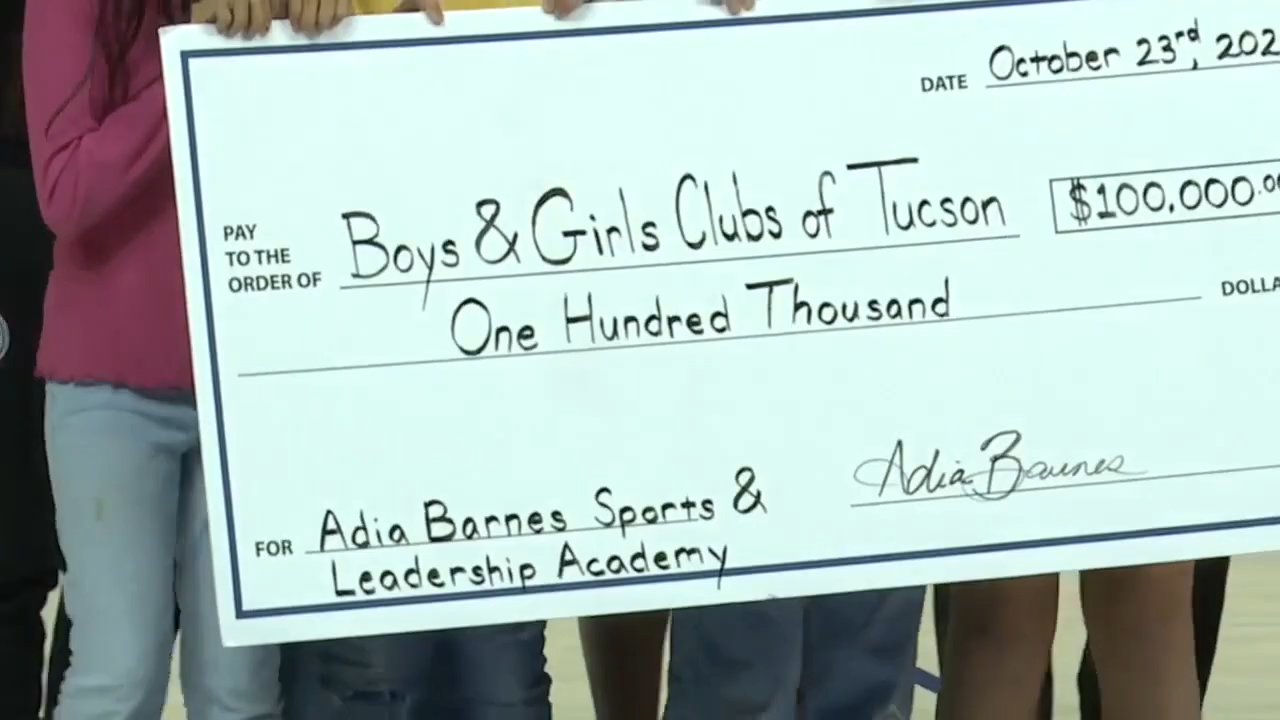 DATE October 23rd, 202
PAY
TO THE
ORDER OF
Boys & Girls Clubs of Tucson $100,000.00
One Hundred Thousand DOLLA
FOR Adia Barnes Sports &
Leadership Academy
Adia Barnes